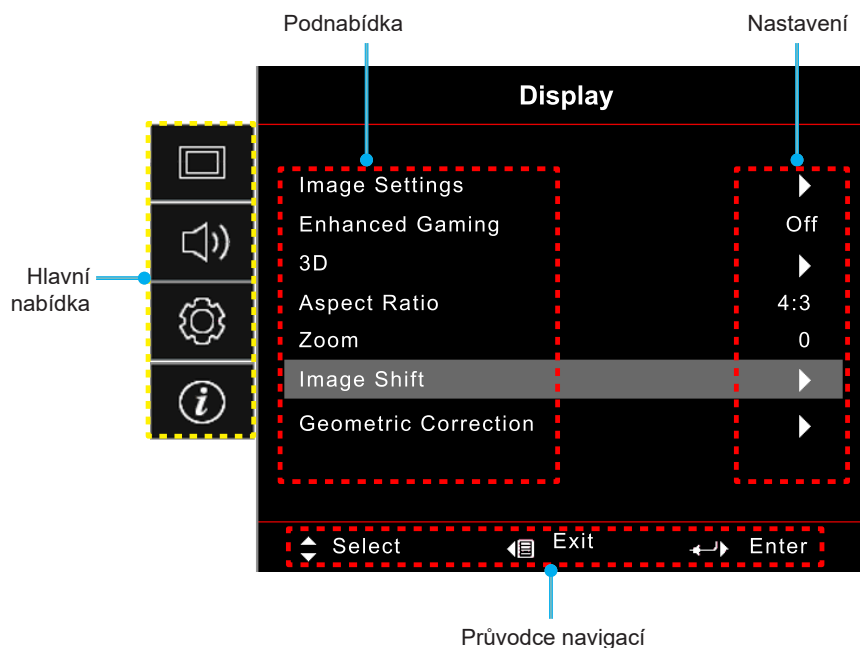 Podnabídka
Nastavení
Display
Image Settings
Enhanced Gaming Off
3D
Aspect Ratio 4:3
Zoom 0
Image Shift
Geometric Correction
Hlavní
nabídka
Select Exit Enter
Průvodce navigací